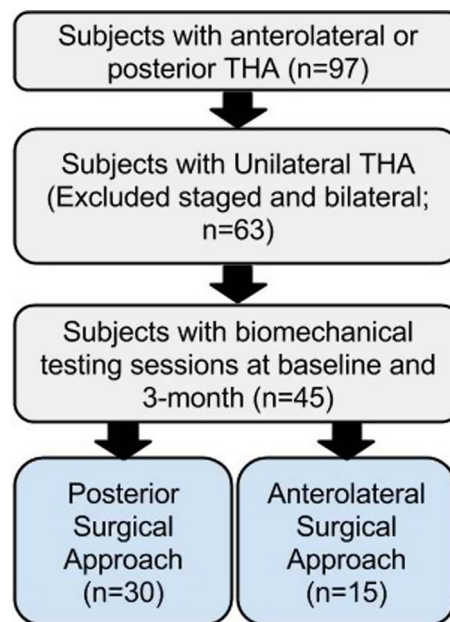 Subjects with anterolateral or
posterior THA (n=97)
Subjects with Unilateral THA
(Excluded staged and bilateral;
n=63)
Subjects with biomechanical
testing sessions at baseline and
3-month (n=45)
Posterior
Surgical
Approach
(n=30)
Anterolateral
Surgical
Approach
(n=15)